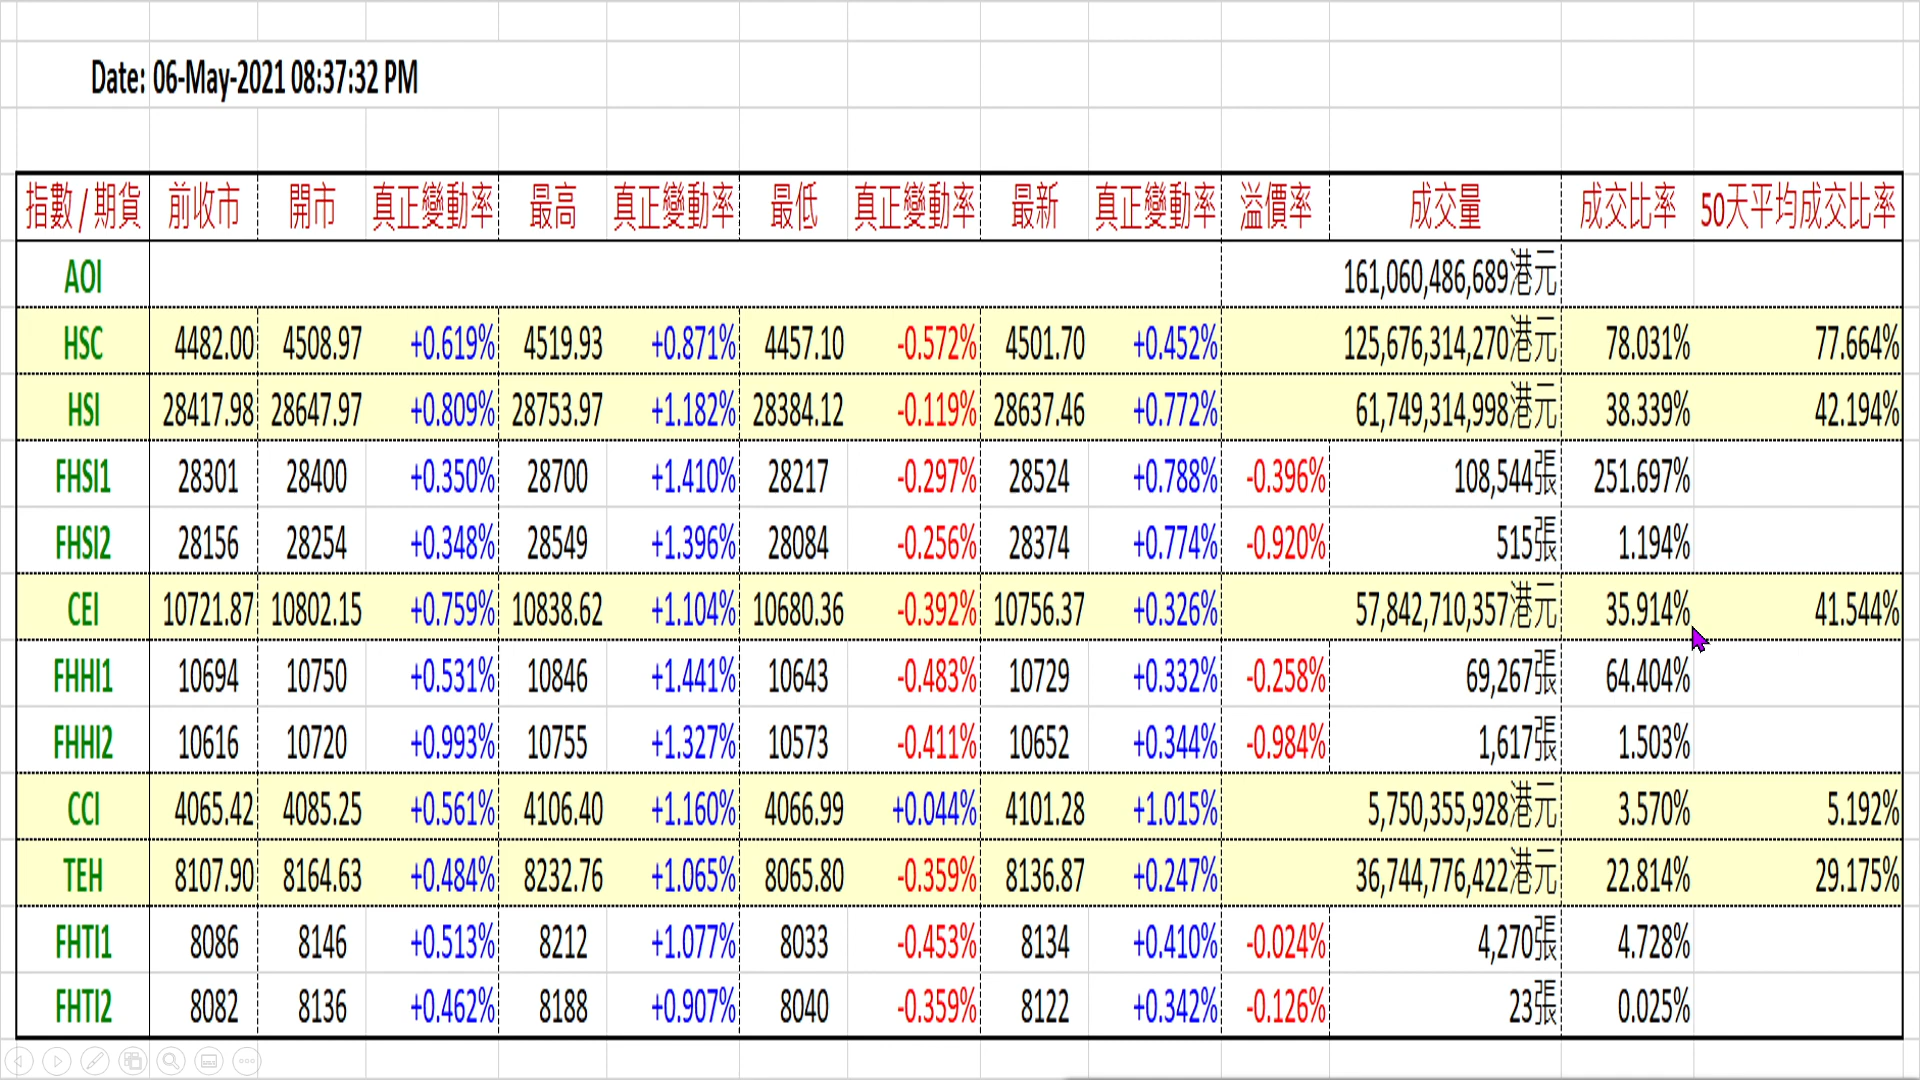 Date: 06-May-2021 08:37:32 PM
指數 / 期貨 前收市 開市 真正變動率 最高 真正變動率 最低 真正變動率 最新 真正變動率 溢價率 成交量 成交比率 50天平均成交比率
AOI 161,060,486,689港元
HSC 4482.00 4508.97 +0.619% 4519.93 +0.871% 4457.10 -0.572% 4501.70 +0.452% 125,676,314,270港元 78.031% 77.664%
HSI 28417.98 28647.97 +0.809% 28753.97 +1.182% 28384.12 -0.119% 28637.46 +0.772% 61,749,314,998港元 38.339% 42.194%
FHSI1 28301 28400 +0.350% 28700 +1.410% 28217 -0.297% 28524 +0.788% -0.396% 108,544張 251.697%
FHSI2 28156 28254 +0.348% 28549 +1.396% 28084 -0.256% 28374 +0.774% -0.920% 515張 1.194%
CEI 10721.87 10802.15 +0.759% 10838.62 +1.104% 10680.36 -0.392% 10756.37 +0.326% 57,842,710,357港元 35.914% 41.544%
FHHI1 10694 10750 +0.531% 10846 +1.441% 10643 -0.483% 10729 +0.332% -0.258% 69,267張 64.404%
FHHI2 10616 10720 +0.993% 10755 +1.327% 10573 -0.411% 10652 +0.344% -0.984% 1,617張 1.503%
CCI 4065.42 4085.25 +0.561% 4106.40 +1.160% 4066.99 +0.044% 4101.28 +1.015% 5,750,355,928港元 3.570% 5.192%
TEH 8107.90 8164.63 +0.484% 8232.76 +1.065% 8065.80 -0.359% 8136.87 +0.247% 36,744,776,422港元 22.814% 29.175%
FHTI1 8086 8146 +0.513% 8212 +1.077% 8033 -0.453% 8134 +0.410% -0.024% 4,270張 4.728%
FHTI2 8082 8136 +0.462% 8188 +0.907% 8040 -0.359% 8122 +0.342% -0.126% 23張 0.025%